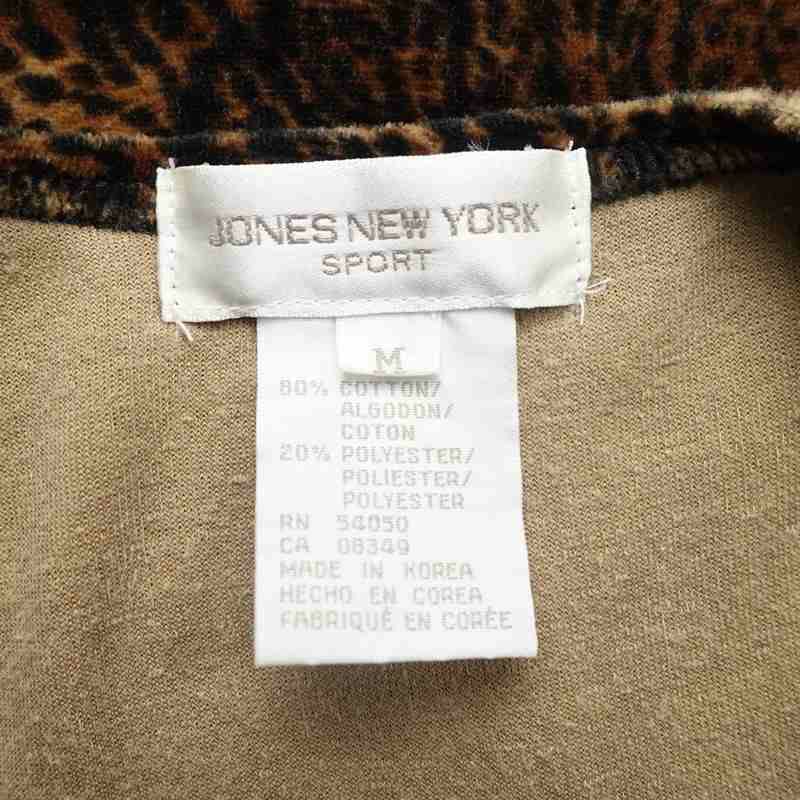 JONES NEW YORK
SPORT
M
80% COTTON/
ALGODON/
COTON
20% POLYESTER/
POLIESTER/
POLYESTER
RN 54050
CA 08349
MADE IN KOREA
HECHO EN COREA
FABRIQUÉ EN CORÉE